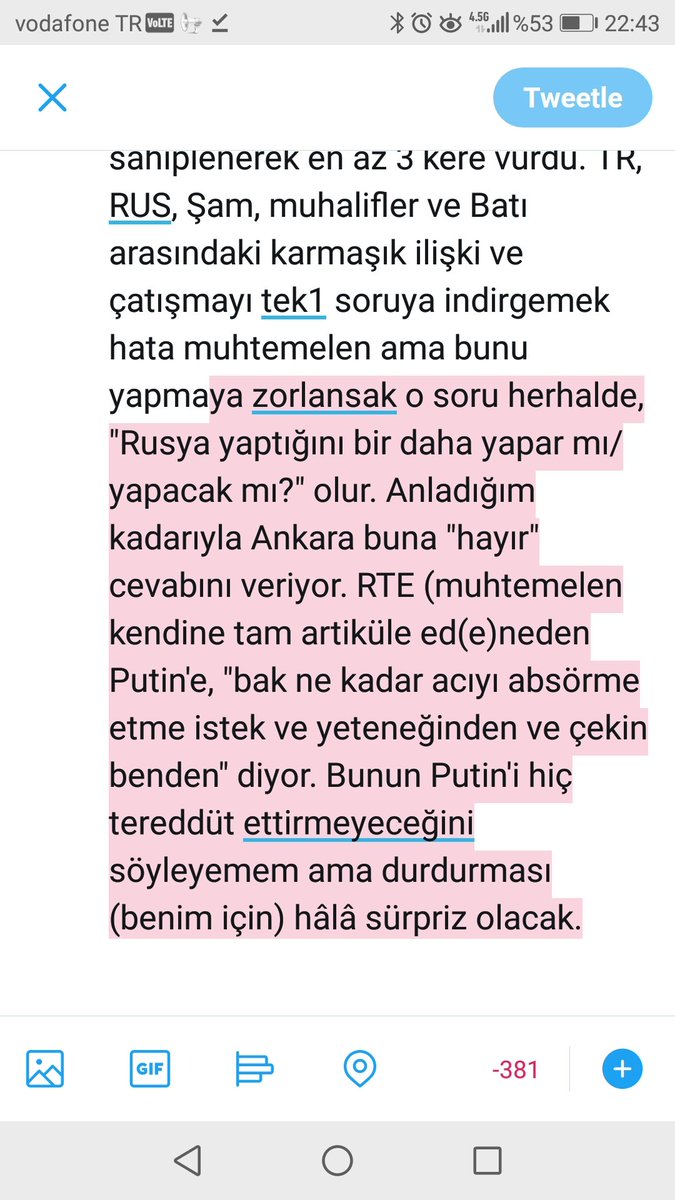 vodafone TR VoLTE 4.5G %53 22:43
Tweetle
sahiplenerek en az 3 kere vurdu. TR,
RUS, Şam, muhalifler ve Batı
arasındaki karmaşık ilişki ve
çatışmayı tek1 soruya indirgemek
hata muhtemelen ama bunu
yapmaya zorlansak o soru herhalde,
"Rusya yaptığını bir daha yapar mı/
yapacak mı?" olur. Anladığım
kadarıyla Ankara buna "hayır"
cevabını veriyor. RTE (muhtemelen
kendine tam artiküle ed(e)neden
Putin'e, "bak ne kadar acıyı absörme
etme istek ve yeteneğinden ve çekin
benden" diyor. Bunun Putin'i hiç
tereddüt ettirmeyeceğini
söyleyemem ama durdurması
(benim için) hâlâ sürpriz olacak.
GIF -381